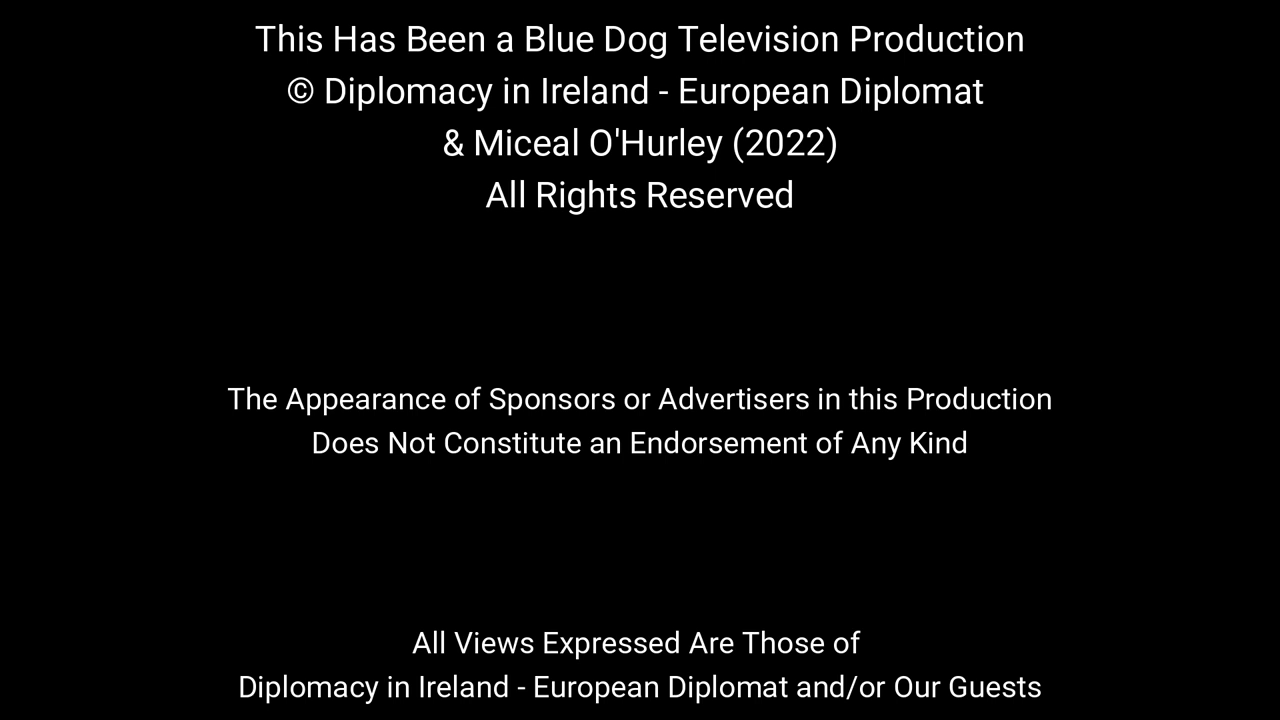 This Has Been a Blue Dog Television Production
© Diplomacy in Ireland - European Diplomat
& Miceal O'Hurley (2022)
All Rights Reserved
The Appearance of Sponsors or Advertisers in this Production
Does Not Constitute an Endorsement of Any Kind
All Views Expressed Are Those of
Diplomacy in Ireland - European Diplomat and/or Our Guests